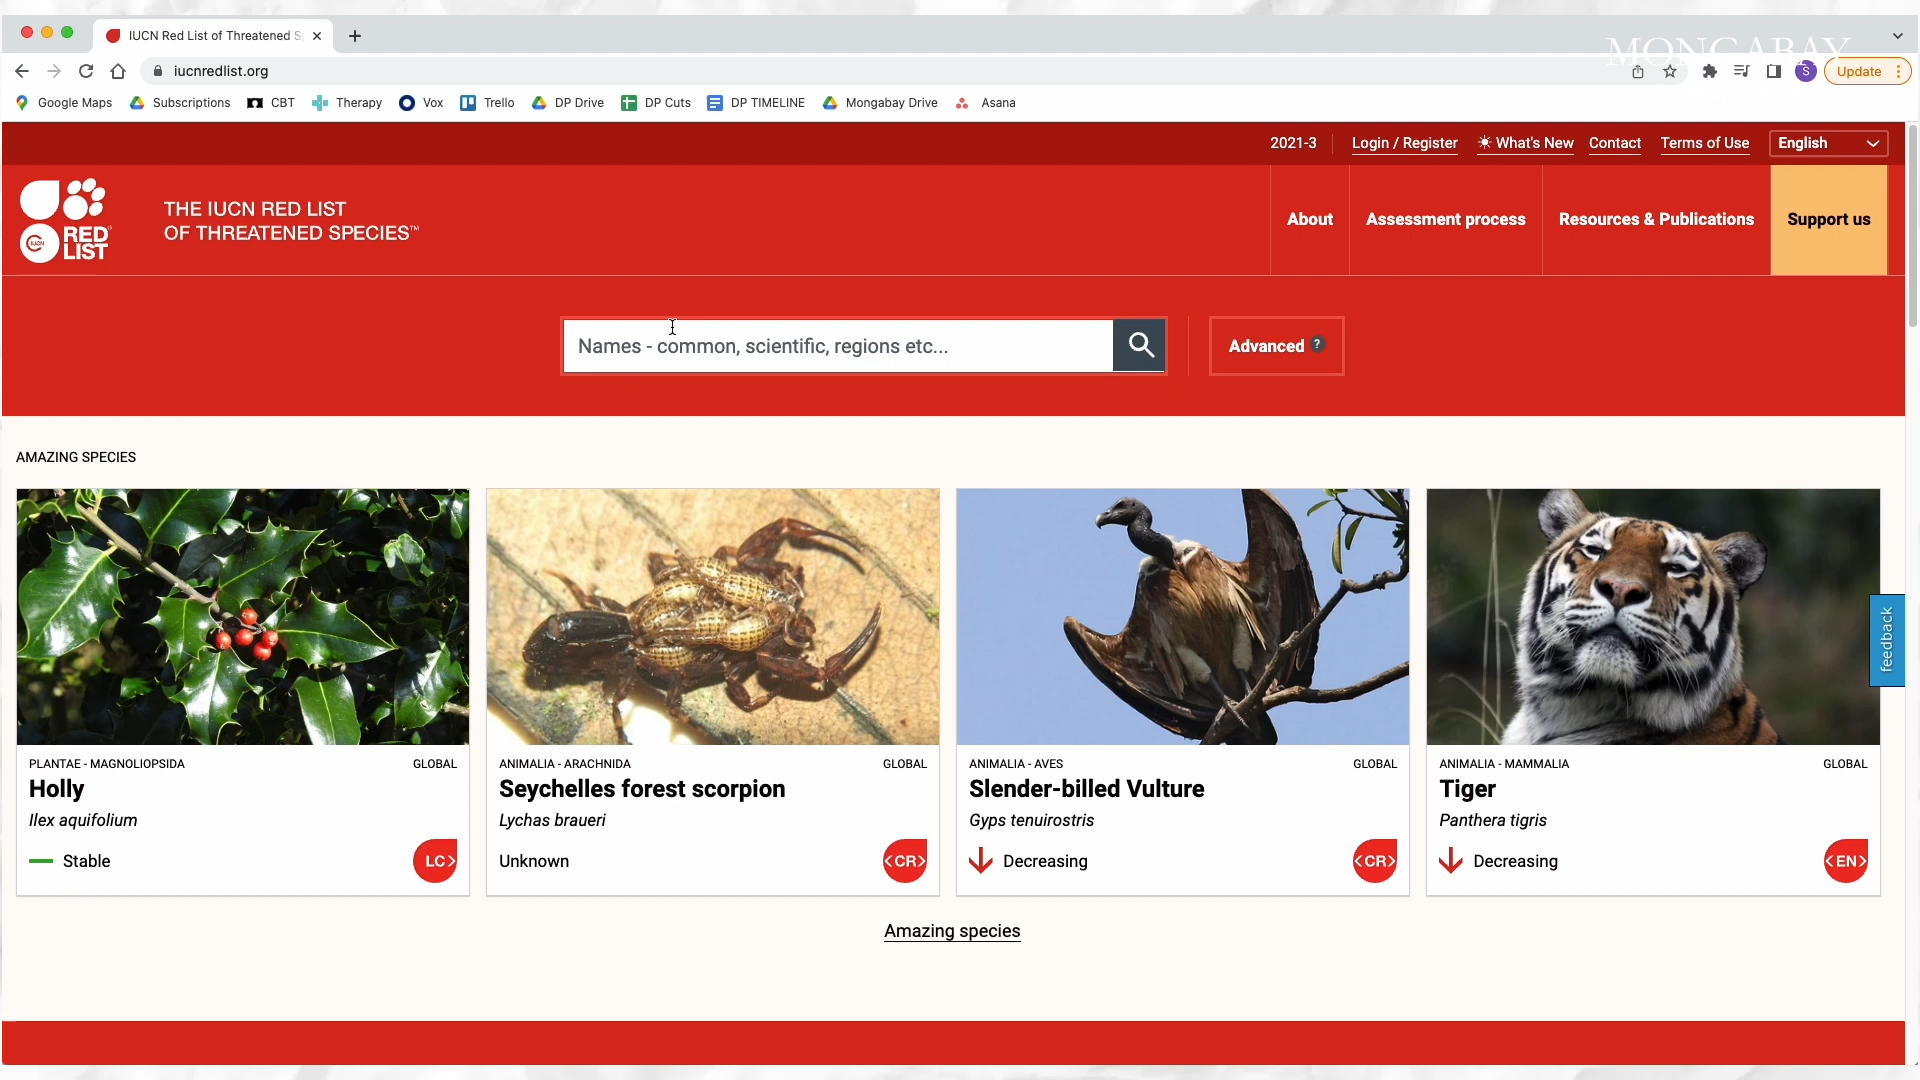 IUCN Red List of Threatened S
MONGABAY
iucnredlist.org
S
Update
Google Maps
Subscriptions
CBT
Therapy
Vox
Trello
DP Drive
DP Cuts
DP TIMELINE
Mongabay Drive
Asana
2021-3
Login / Register
What's New
Contact
Terms of Use
English
IUCN
RED
LIST
THE IUCN RED LIST
OF THREATENED SPECIES™
About
Assessment process
Resources & Publications
Support us
Names - common, scientific, regions etc...
Advanced ?
AMAZING SPECIES
PLANTAE - MAGNOLIOPSIDA
GLOBAL
Holly
Ilex aquifolium
Stable
LC>
ANIMALIA - ARACHNIDA
GLOBAL
Seychelles forest scorpion
Lychas braueri
Unknown
<CR>
ANIMALIA - AVES
GLOBAL
Slender-billed Vulture
Gyps tenuirostris
Decreasing
<CR>
ANIMALIA - MAMMALIA
GLOBAL
Tiger
Panthera tigris
Decreasing
<EN>
feedback
Amazing species